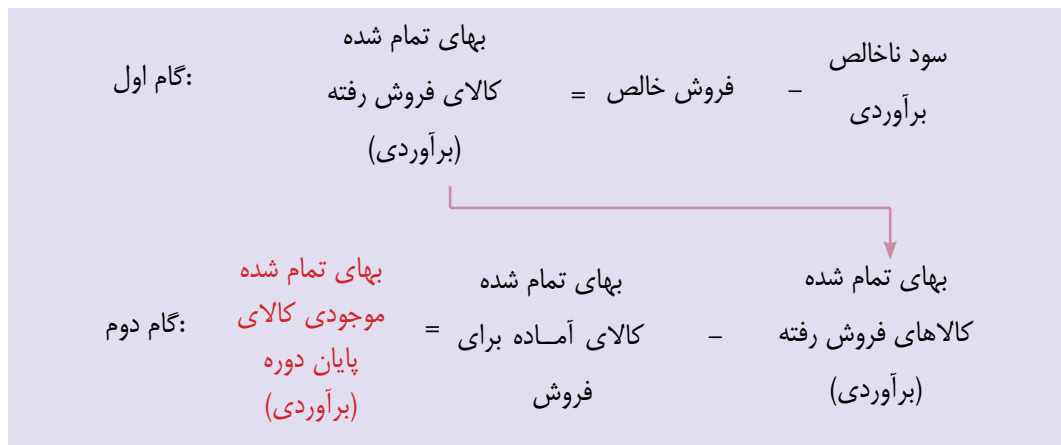 گام اول:
بهای تمام شده
کالای فروش رفته
(برآوردی)
=
فروش خالص
–
سود ناخالص
برآوردی
گام دوم:
بهای تمام شده
موجودی کالای
پایان دوره
(برآوردی)
=
بهای تمام شده
کالای آمــاده برای
فروش
–
بهای تمام شده
کالاهای فروش رفته
(برآوردی)